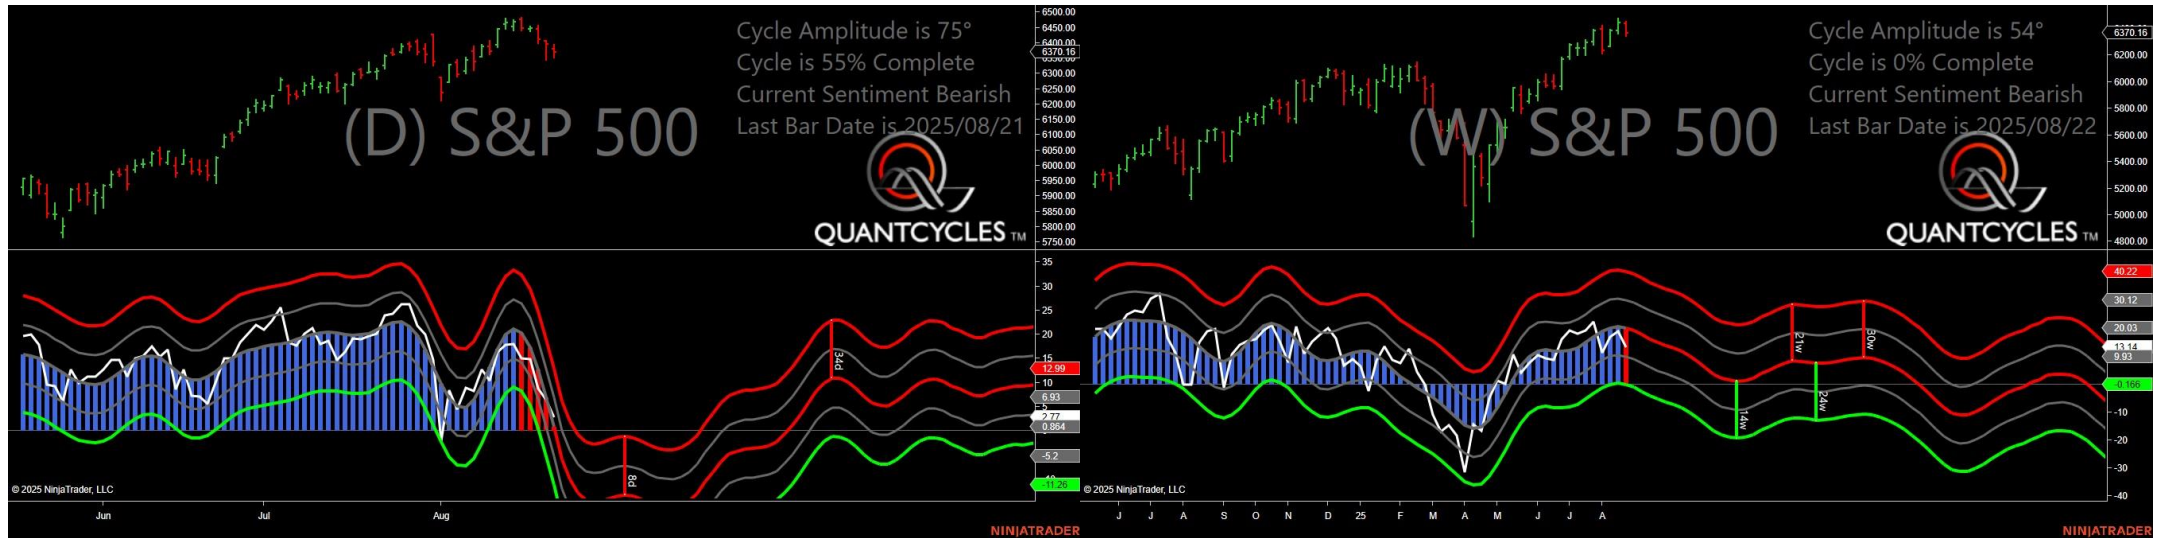 Cycle Amplitude is 75°
Cycle is 55% Complete
Current Sentiment Bearish
Last Bar Date is 2025/08/21
(D) S&P 500
QUANTCYCLES TM
6500.00
6450.00
6400.00
6370.16
6300.00
6250.00
6200.00
6150.00
6100.00
6050.00
6000.00
5950.00
5900.00
5850.00
5800.00
5750.00
35
30
25
20
15
12.99
10
6.93
5
2.77
0.864
-5.2
-11.26
34d
8d
© 2025 NinjaTrader, LLC
Jun
Jul
Aug
NINJATRADER
Cycle Amplitude is 54°
Cycle is 0% Complete
Current Sentiment Bearish
Last Bar Date is 2025/08/22
(W) S&P 500
QUANTCYCLES TM
6370.16
6200.00
6000.00
5800.00
5600.00
5400.00
5200.00
5000.00
4800.00
40.22
30.12
20.03
13.14
9.93
-0.166
-10
-20
-30
-40
21w
30w
14w
24w
© 2025 NinjaTrader, LLC
J J A S O N D 25 F M A M J J A
NINJATRADER